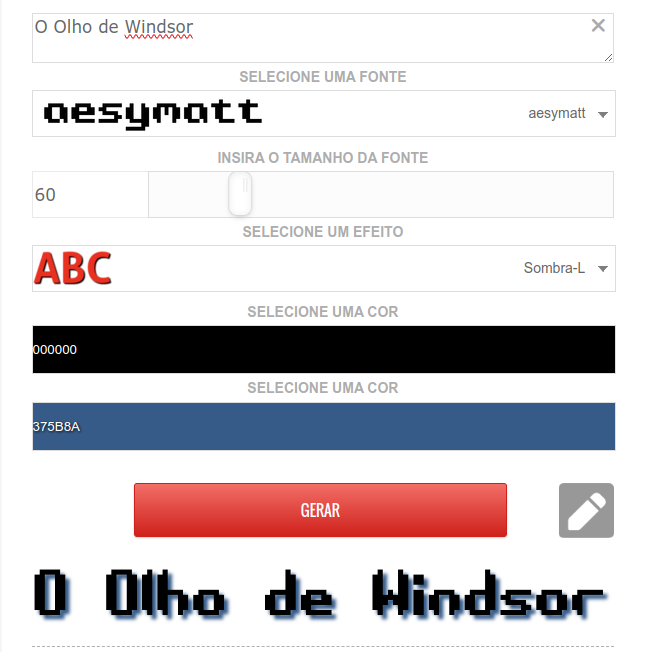 O Olho de Windsor
SELECIONE UMA FONTE
aesymatt aesymatt
INSIRA O TAMANHO DA FONTE
60
SELECIONE UM EFEITO
ABC Sombra-L
SELECIONE UMA COR
000000
SELECIONE UMA COR
375B8A
GERAR
O Olho de Windsor